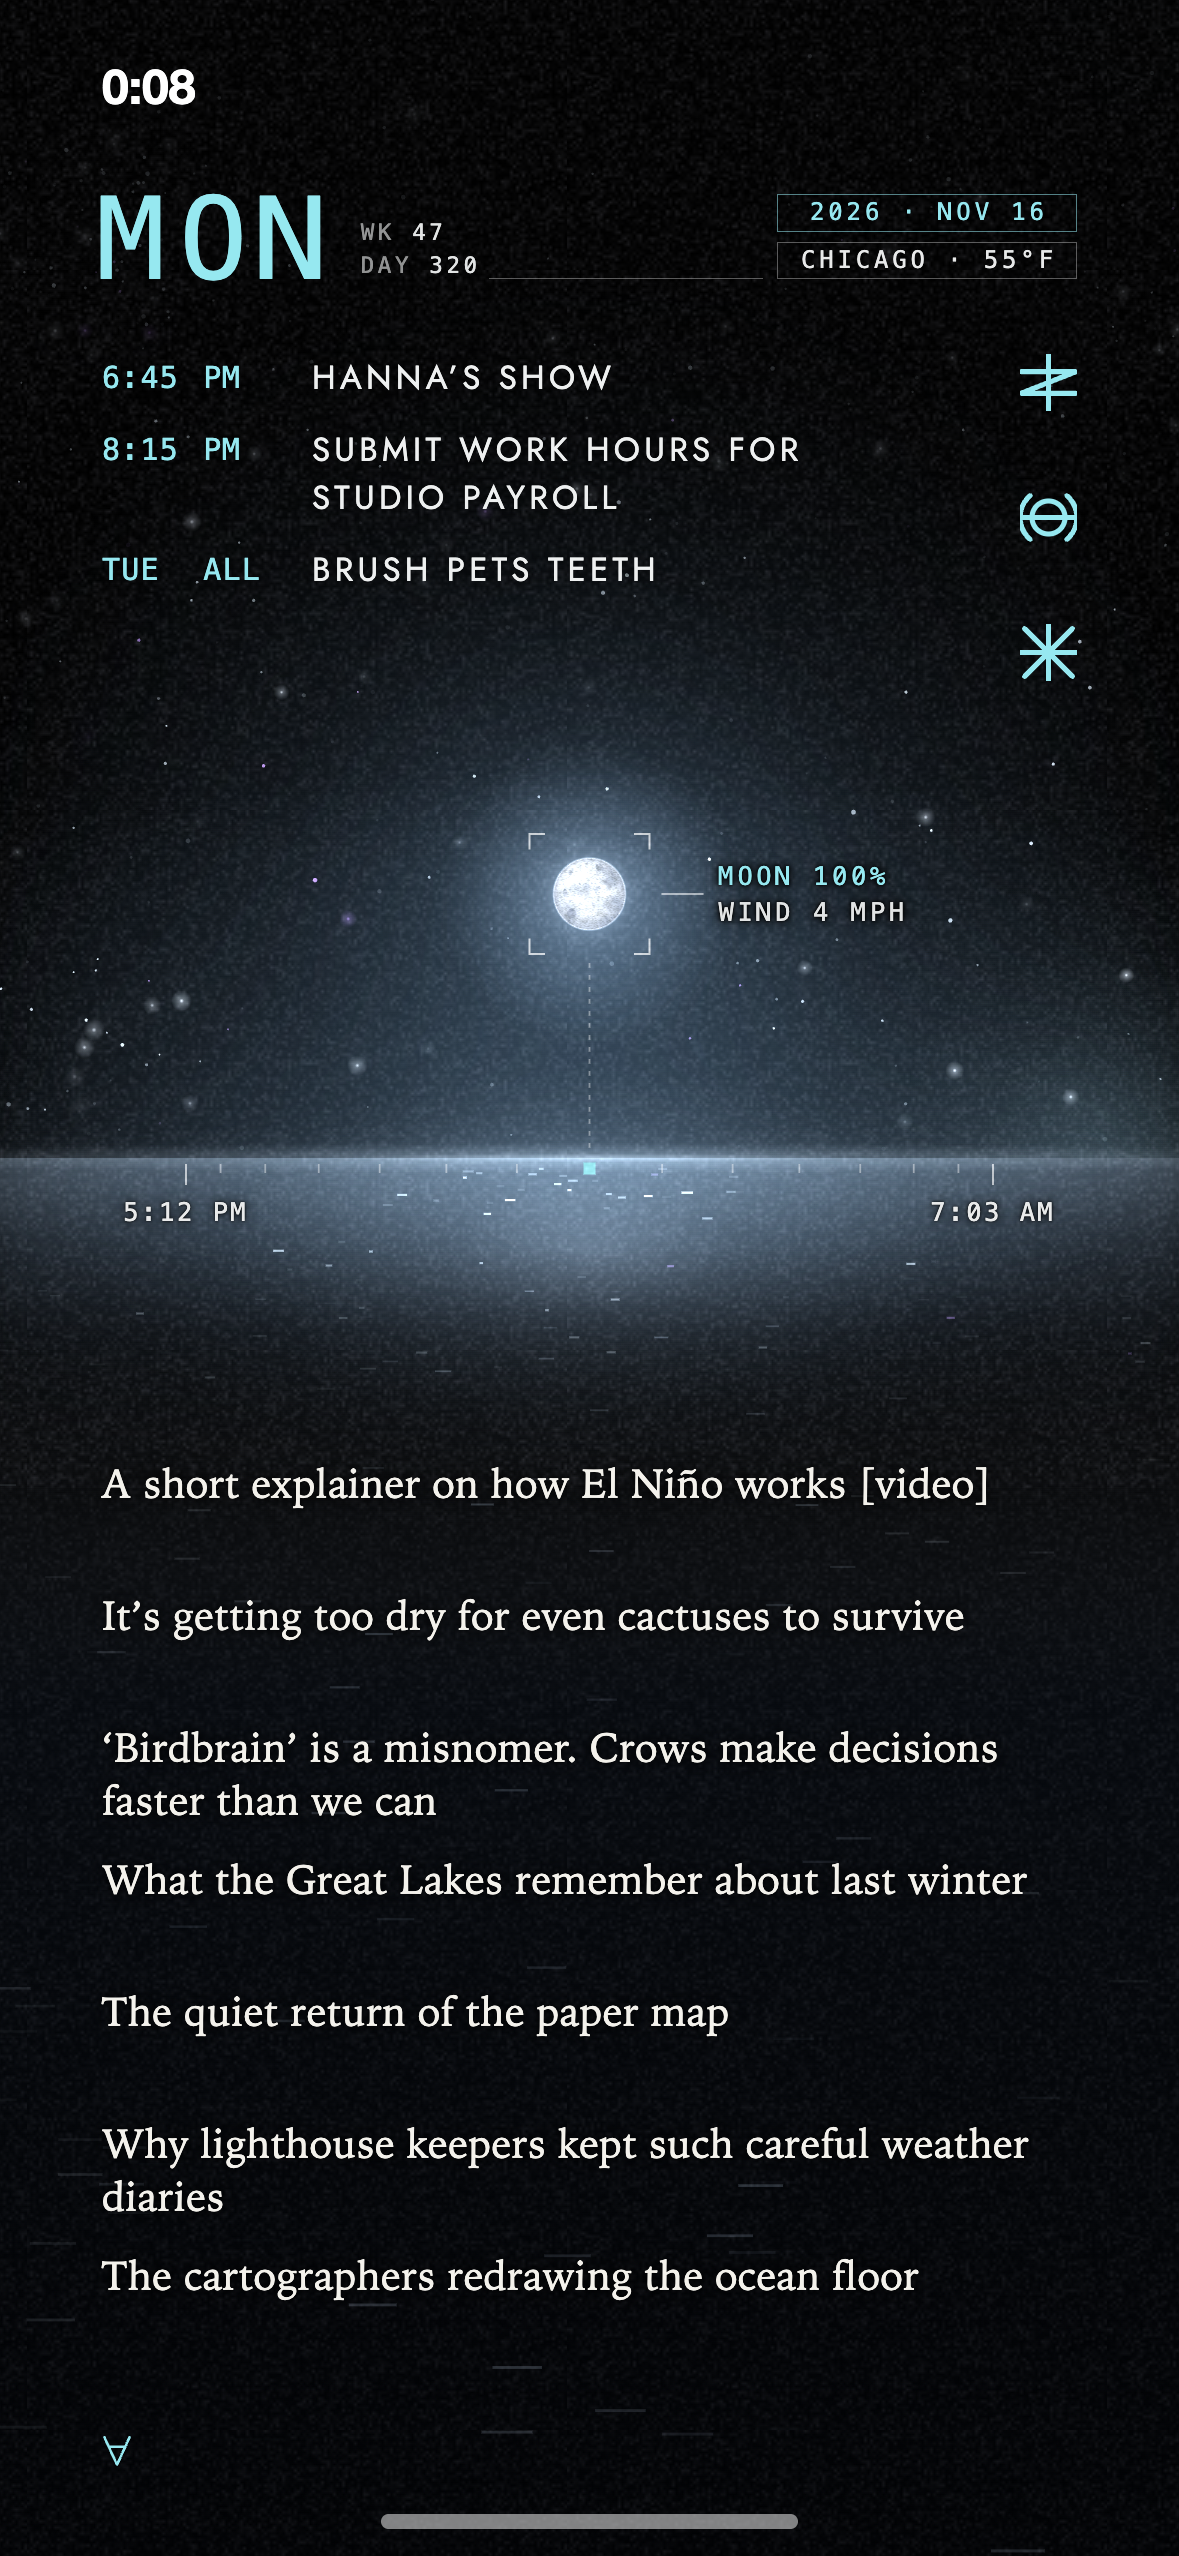 0:08
MON
WK 47
DAY 320
2026 · NOV 16
CHICAGO · 55°F
6:45 PM HANNA’S SHOW
8:15 PM SUBMIT WORK HOURS FOR
STUDIO PAYROLL
TUE ALL BRUSH PETS TEETH
MOON 100%
WIND 4 MPH
5:12 PM
7:03 AM
A short explainer on how El Niño works [video]
It’s getting too dry for even cactuses to survive
‘Birdbrain’ is a misnomer. Crows make decisions
faster than we can
What the Great Lakes remember about last winter
The quiet return of the paper map
Why lighthouse keepers kept such careful weather
diaries
The cartographers redrawing the ocean floor